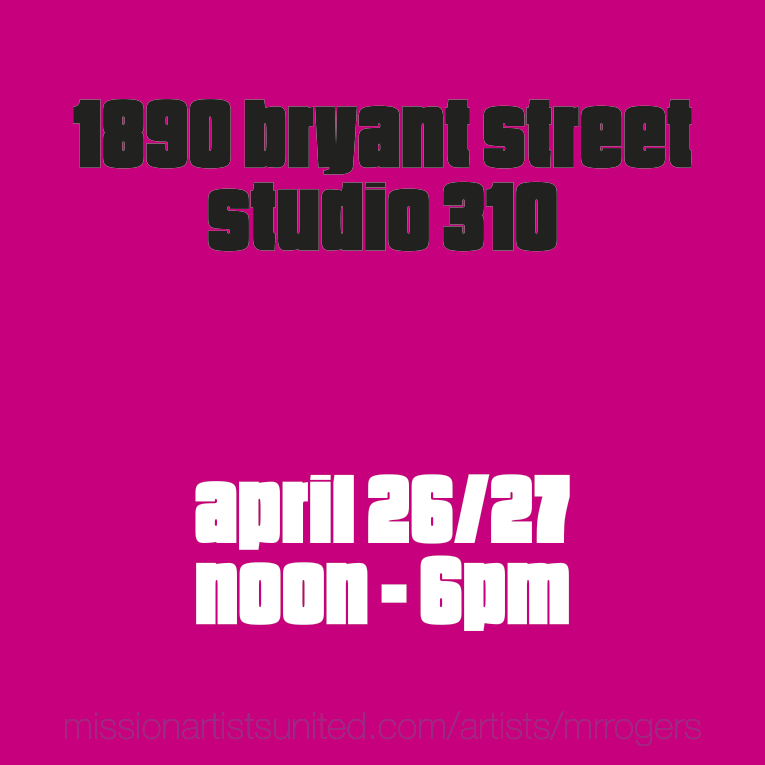 1890 bryant street
studio 310
april 26/27
noon - 6pm
missionartistsunited.com/artists/mrrogers